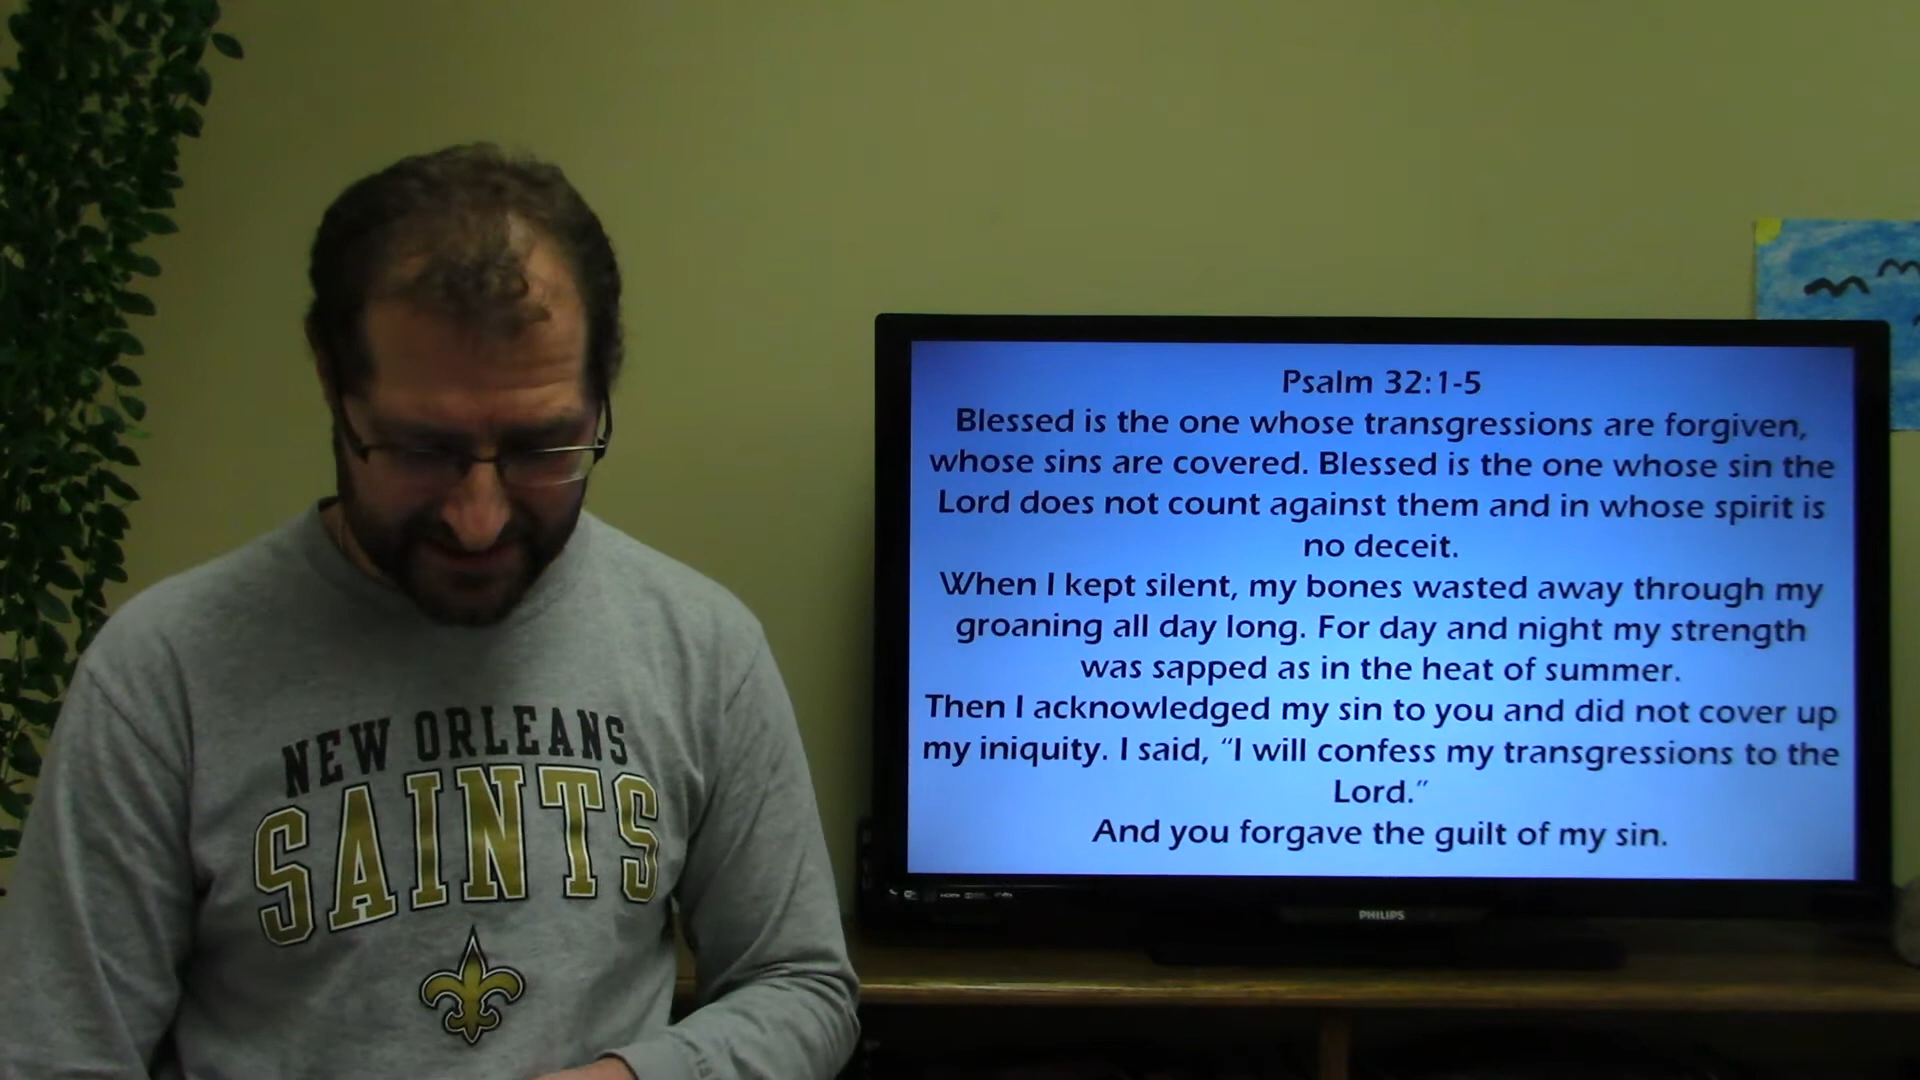 NEW ORLEANS
SAINTS
Psalm 32:1-5
Blessed is the one whose transgressions are forgiven,
whose sins are covered. Blessed is the one whose sin the
Lord does not count against them and in whose spirit is
no deceit.
When I kept silent, my bones wasted away through my
groaning all day long. For day and night my strength
was sapped as in the heat of summer.
Then I acknowledged my sin to you and did not cover up
my iniquity. I said, “I will confess my transgressions to the
Lord.”
And you forgave the guilt of my sin.
PHILIPS